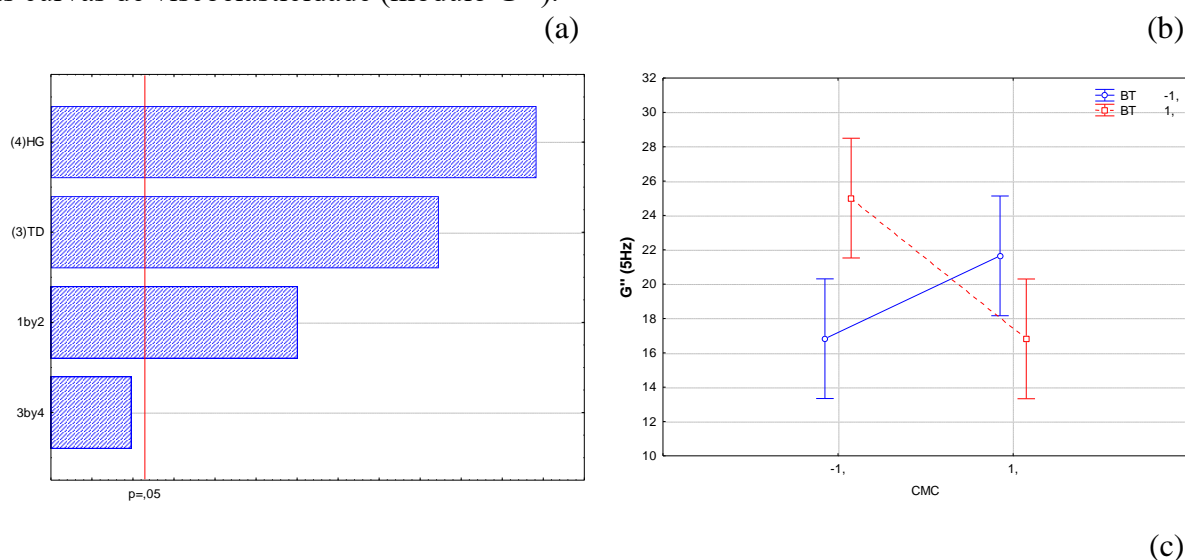 (a)
(b)
(4)HG
(3)TD
1by2
3by4
p=,05
32
30
28
26
24
22
20
18
16
14
12
10
G'' (5Hz)
BT -1,
BT 1,
-1,
1,
CMC
(c)